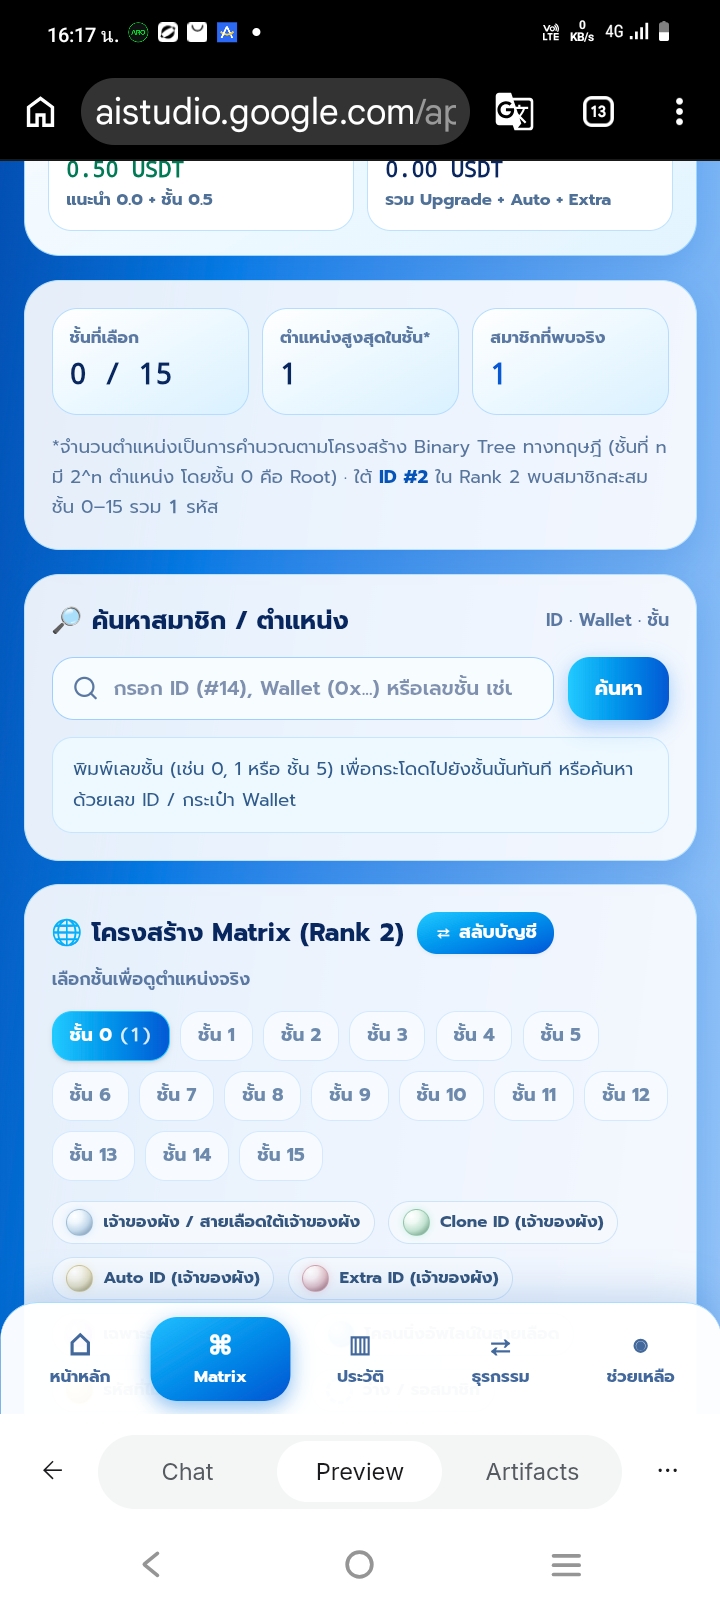 16:17 น.
Vo) LTE 0 KB/s 4G
aistudio.google.com/ap
13
0.50 USDT
แนะนำ 0.0 + ชั้น 0.5
0.00 USDT
รวม Upgrade + Auto + Extra
ชั้นที่เลือก
0 / 15
ตำแหน่งสูงสุดในชั้น*
1
สมาชิกที่พบจริง
1
*จำนวนตำแหน่งเป็นการคำนวณตามโครงสร้าง Binary Tree ทางทฤษฎี (ชั้นที่ n
มี 2^n ตำแหน่ง โดยชั้น 0 คือ Root) · ใต้ ID #2 ใน Rank 2 พบสมาชิกสะสม
ชั้น 0–15 รวม 1 รหัส
🔎 ค้นหาสมาชิก / ตำแหน่ง
ID · Wallet · ชั้น
กรอก ID (#14), Wallet (0x...) หรือเลขชั้น เช่น
ค้นหา
พิมพ์เลขชั้น (เช่น 0, 1 หรือ ชั้น 5) เพื่อกระโดดไปยังชั้นนั้นทันที หรือค้นหา
ด้วยเลข ID / กระเป๋า Wallet
🌐 โครงสร้าง Matrix (Rank 2)
⇄ สลับบัญชี
เลือกชั้นเพื่อดูตำแหน่งจริง
ชั้น 0 (1) ชั้น 1 ชั้น 2 ชั้น 3 ชั้น 4 ชั้น 5
ชั้น 6 ชั้น 7 ชั้น 8 ชั้น 9 ชั้น 10 ชั้น 11 ชั้น 12
ชั้น 13 ชั้น 14 ชั้น 15
เจ้าของผัง / สายเลือดใต้เจ้าของผัง Clone ID (เจ้าของผัง)
Auto ID (เจ้าของผัง) Extra ID (เจ้าของผัง)
หน้าหลัก Matrix ประวัติ ธุรกรรม ช่วยเหลือ
Chat Preview Artifacts